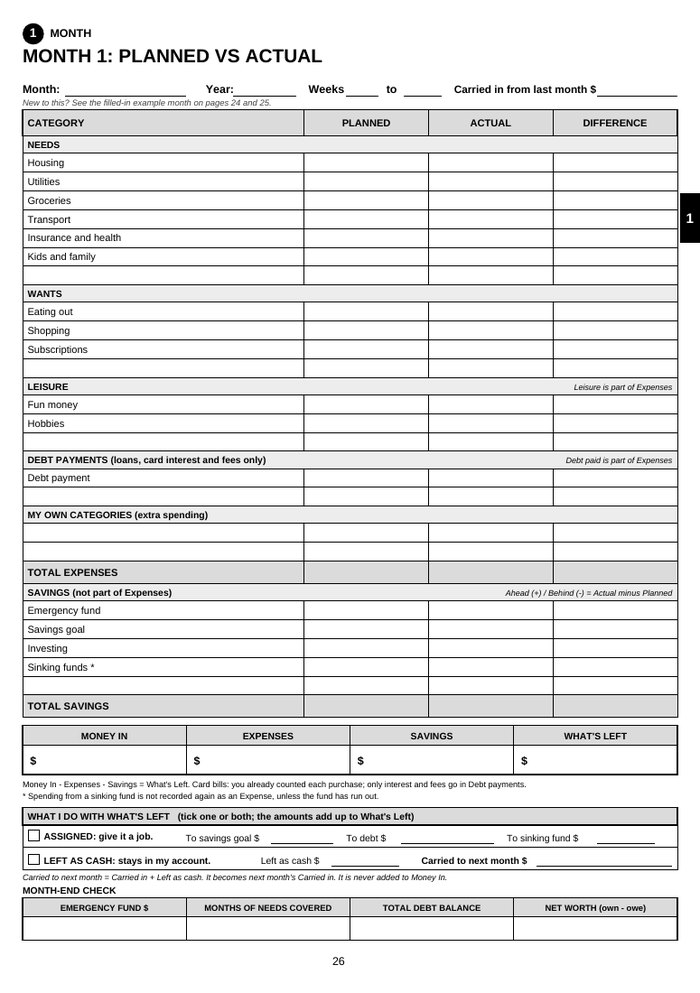 1 MONTH
MONTH 1: PLANNED VS ACTUAL
Month: Year: Weeks to Carried in from last month $
New to this? See the filled-in example month on pages 24 and 25.
CATEGORY PLANNED ACTUAL DIFFERENCE
NEEDS
Housing
Utilities
Groceries
Transport
1
Insurance and health
Kids and family
WANTS
Eating out
Shopping
Subscriptions
LEISURE Leisure is part of Expenses
Fun money
Hobbies
DEBT PAYMENTS (loans, card interest and fees only) Debt paid is part of Expenses
Debt payment
MY OWN CATEGORIES (extra spending)
TOTAL EXPENSES
SAVINGS (not part of Expenses) Ahead (+) / Behind (-) = Actual minus Planned
Emergency fund
Savings goal
Investing
Sinking funds *
TOTAL SAVINGS
MONEY IN EXPENSES SAVINGS WHAT'S LEFT
$ $ $ $
Money In - Expenses - Savings = What's Left. Card bills: you already counted each purchase; only interest and fees go in Debt payments.
* Spending from a sinking fund is not recorded again as an Expense, unless the fund has run out.
WHAT I DO WITH WHAT'S LEFT (tick one or both; the amounts add up to What's Left)
ASSIGNED: give it a job. To savings goal $ To debt $ To sinking fund $
LEFT AS CASH: stays in my account. Left as cash $ Carried to next month $
Carried to next month = Carried in + Left as cash. It becomes next month's Carried in. It is never added to Money In.
MONTH-END CHECK
EMERGENCY FUND $ MONTHS OF NEEDS COVERED TOTAL DEBT BALANCE NET WORTH (own - owe)
26